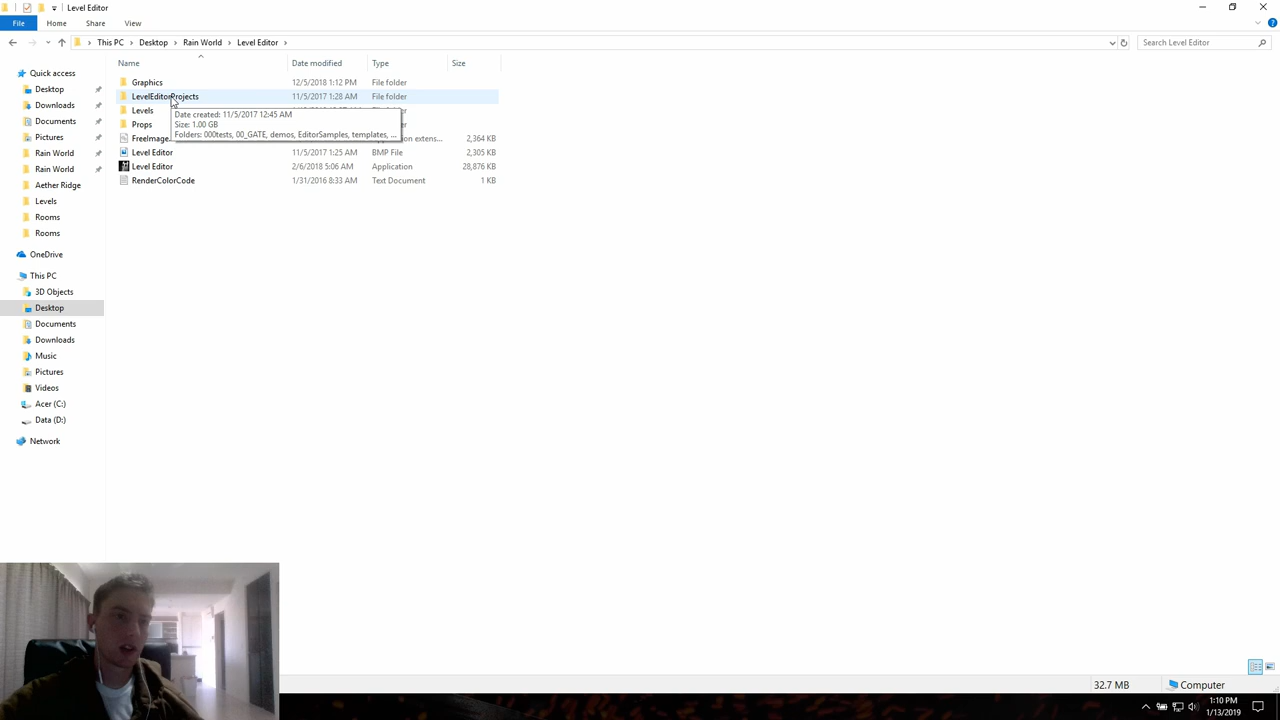 Level Editor
File Home Share View
This PC Desktop Rain World Level Editor Search Level Editor
Name Date modified Type Size
Quick access
Desktop
Downloads
Documents
Pictures
Rain World
Rain World
Aether Ridge
Levels
Rooms
Rooms
OneDrive
This PC
3D Objects
Desktop
Documents
Downloads
Music
Pictures
Videos
Acer (C:)
Data (D:)
Network
Graphics 12/5/2018 1:12 PM File folder
LevelEditorProjects 11/5/2017 1:28 AM File folder
Levels
Props
FreeImage... Application extens... 2,364 KB
Level Editor 11/5/2017 1:25 AM BMP File 2,305 KB
Level Editor 2/6/2018 5:06 AM Application 28,876 KB
RenderColorCode 1/31/2016 8:33 AM Text Document 1 KB
Date created: 11/5/2017 12:45 AM
Size: 1.00 GB
Folders: 000tests, 00_GATE, demos, EditorSamples, templates, ...
32.7 MB Computer
1:10 PM
1/13/2019